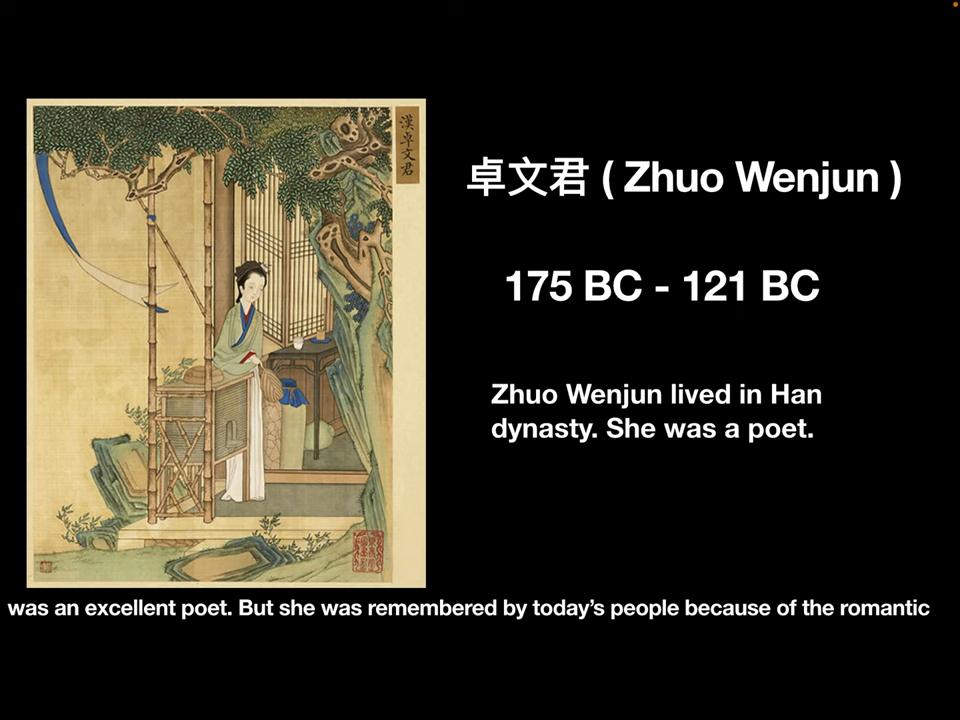 漢卓文君
卓文君 ( Zhuo Wenjun )
175 BC - 121 BC
Zhuo Wenjun lived in Han
dynasty. She was a poet.
was an excellent poet. But she was remembered by today’s people because of the romantic